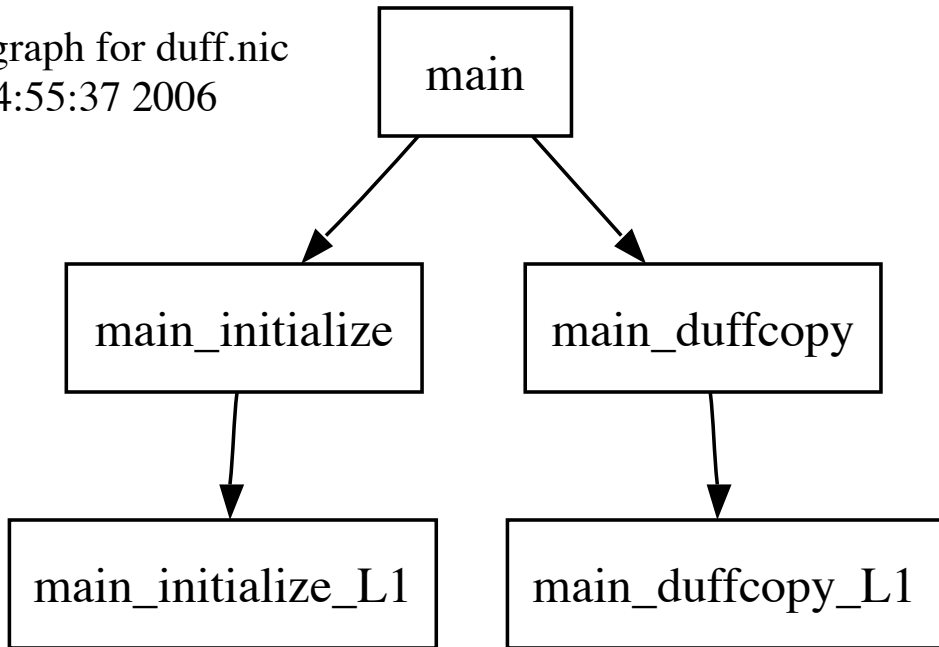 graph for duff.nic
4:55:37 2006
main
main_initialize
main_duffcopy
main_initialize_L1
main_duffcopy_L1